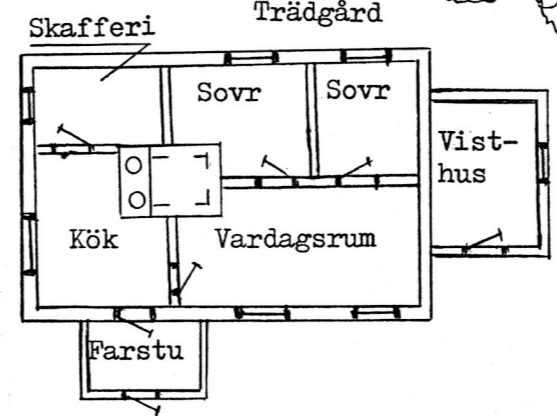 Trädgård
Skafferi
Sovr
Sovr
Vist-
hus
Kök
Vardagsrum
Farstu